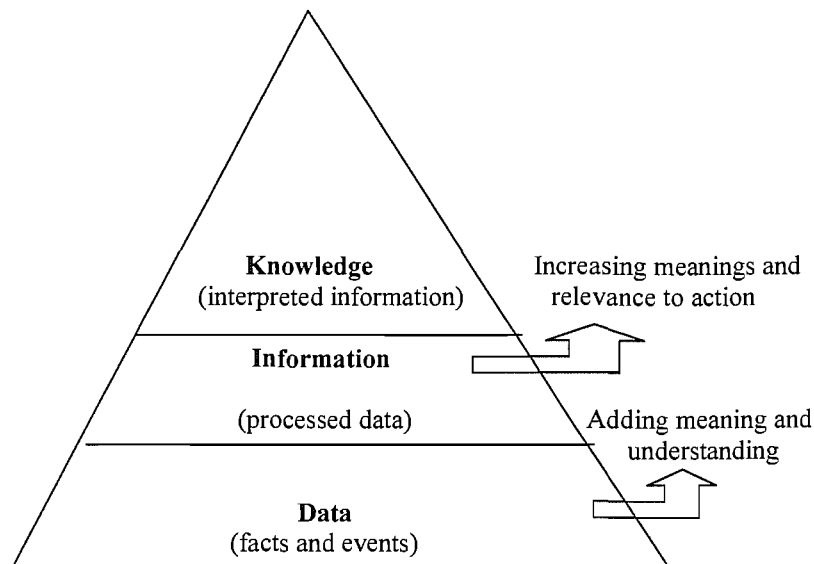 Knowledge
(interpreted information)
Increasing meanings and
relevance to action
Information
(processed data)
Adding meaning and
understanding
Data
(facts and events)